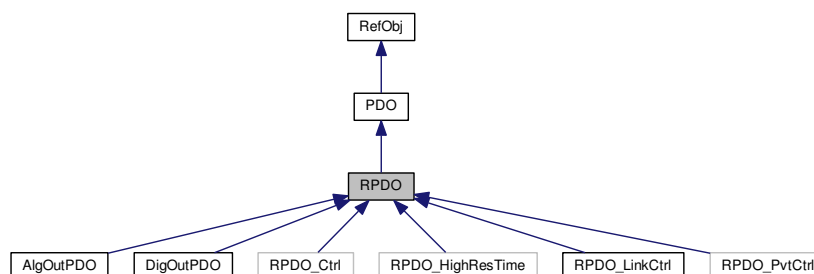 RefObj
PDO
RPDO
AlgOutPDO
DigOutPDO
RPDO_Ctrl
RPDO_HighResTime
RPDO_LinkCtrl
RPDO_PvtCtrl